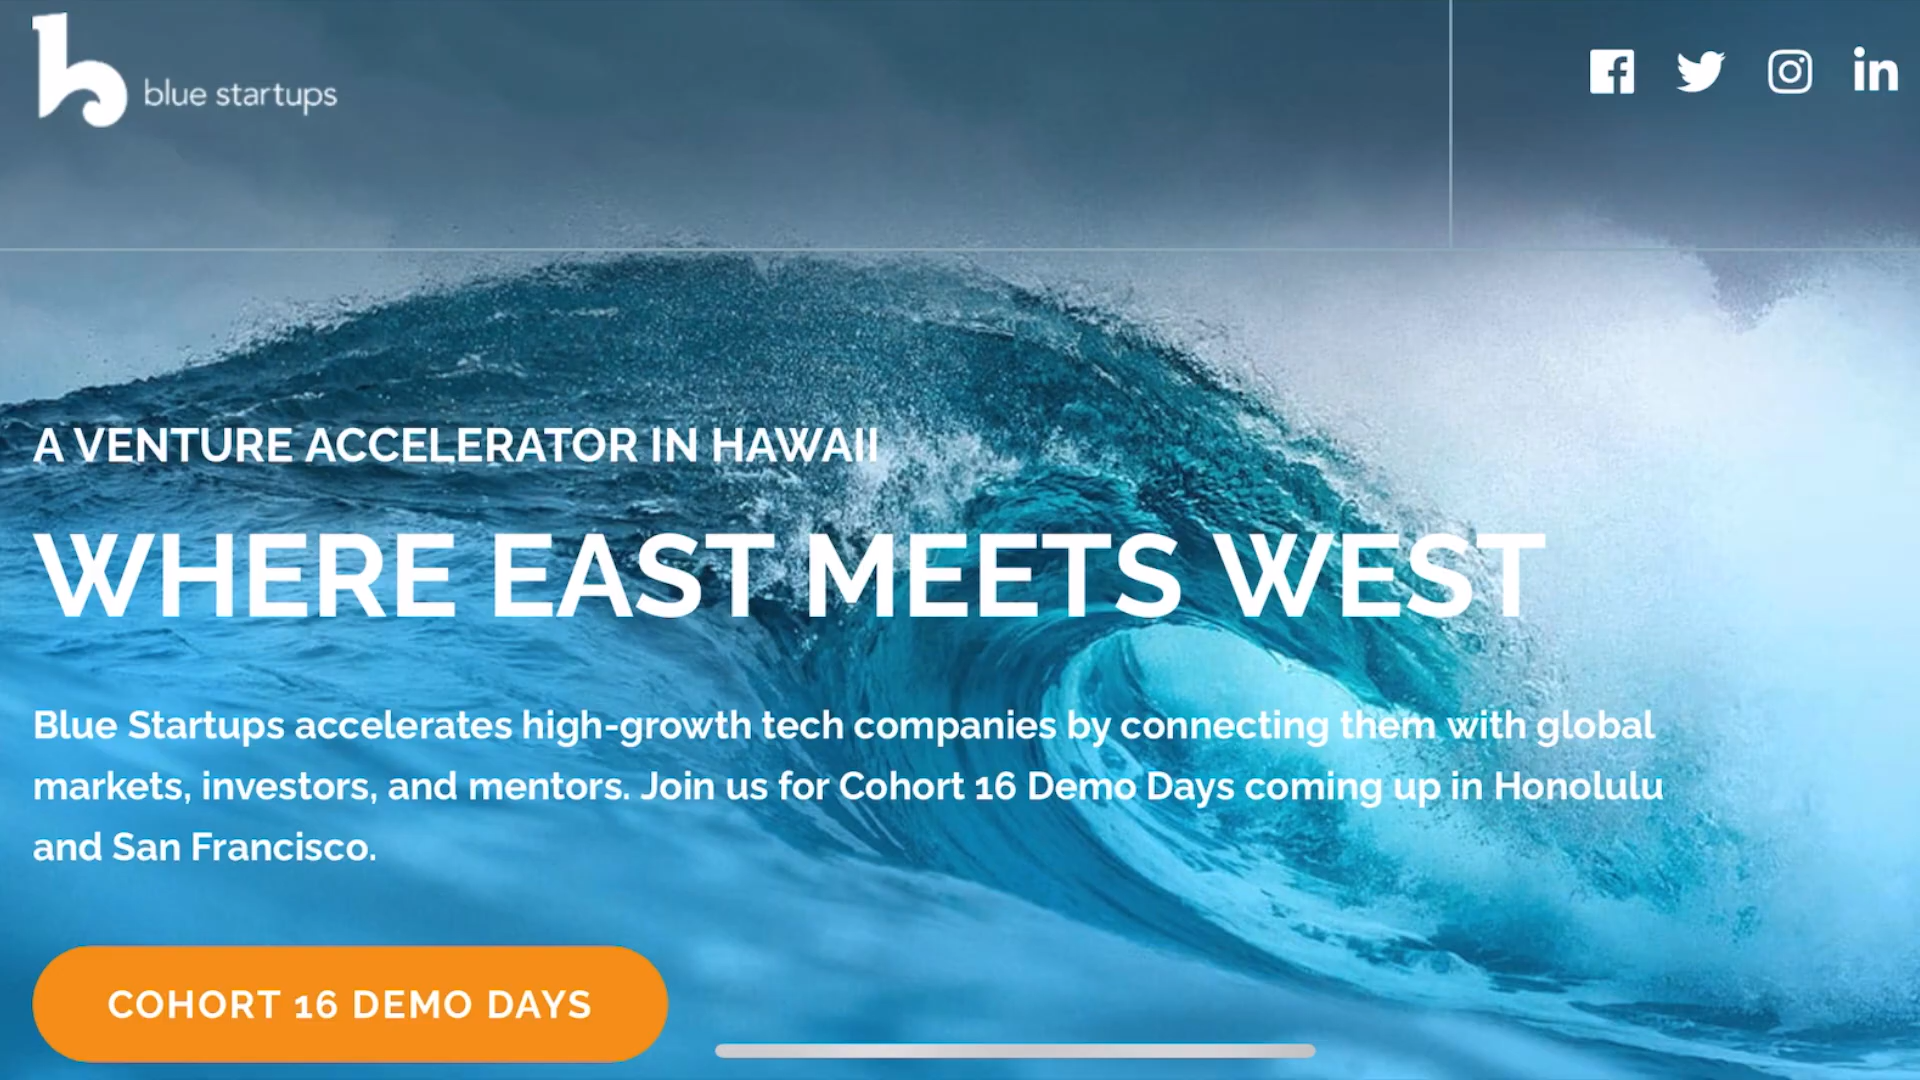 blue startups
A VENTURE ACCELERATOR IN HAWAII
WHERE EAST MEETS WEST
Blue Startups accelerates high-growth tech companies by connecting them with global
markets, investors, and mentors. Join us for Cohort 16 Demo Days coming up in Honolulu
and San Francisco.
COHORT 16 DEMO DAYS